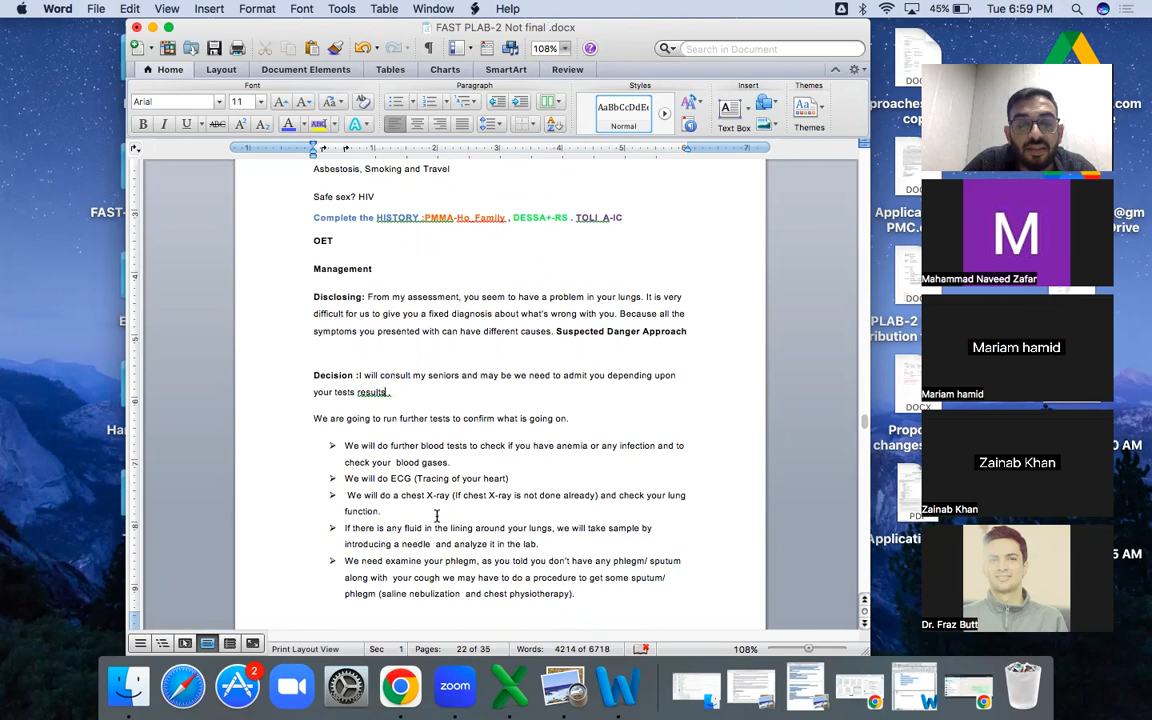 Word File Edit View Insert Format Font Tools Table Window Help
45% Tue 6:59 PM
FAST PLAB-2 Not final .docx
108%
Search in Document
Home Layout Document Elements Tables Charts SmartArt Review
Font Paragraph Styles Insert Themes
Arial 11
AaBbCcDdEe
Normal
Text Box
Themes
B I U ABC
Asbestosis, Smoking and Travel
Safe sex? HIV
Complete the HISTORY :PMMA-Ho_Family , DESSA+-RS . TOLI_A-IC
OET
Management
Disclosing: From my assessment, you seem to have a problem in your lungs. It is very
difficult for us to give you a fixed diagnosis about what's wrong with you. Because all the
symptoms you presented with can have different causes. Suspected Danger Approach
Decision :I will consult my seniors and may be we need to admit you depending upon
your tests results .
We are going to run further tests to confirm what is going on.
➢ We will do further blood tests to check if you have anemia or any infection and to
check your blood gases.
➢ We will do ECG (Tracing of your heart)
➢ We will do a chest X-ray (If chest X-ray is not done already) and check your lung
function.
➢ If there is any fluid in the lining around your lungs, we will take sample by
introducing a needle and analyze it in the lab.
➢ We need examine your phlegm, as you told you don't have any phlegm/ sputum
along with your cough we may have to do a procedure to get some sputum/
phlegm (saline nebulization and chest physiotherapy).
Print Layout View Sec 1 Pages: 22 of 35 Words: 4214 of 6718 108%
FAST-
DOC
M
Mahammad Naveed Zafar
Mariam hamid
Mariam hamid
Zainab Khan
Zainab Khan
Dr. Fraz Butt
2
zoom